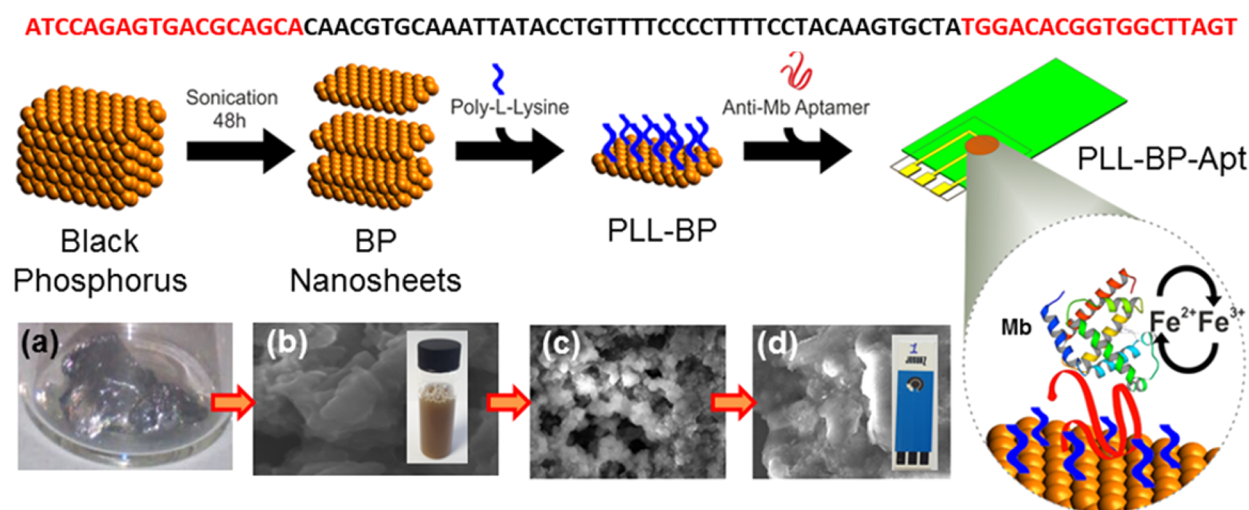 ATCCAGAGTGACGCAGCACAACGTGCAAATTATACCTGTTTTCCCCTTTTCCTACAAGTGCTATGGACACGGTGGCTTAGT
Sonication
48h
Poly-L-Lysine
Anti-Mb Aptamer
PLL-BP-Apt
Black
Phosphorus
BP
Nanosheets
PLL-BP
Mb
Fe2+Fe3+
(a)
(b)
(c)
(d)
1